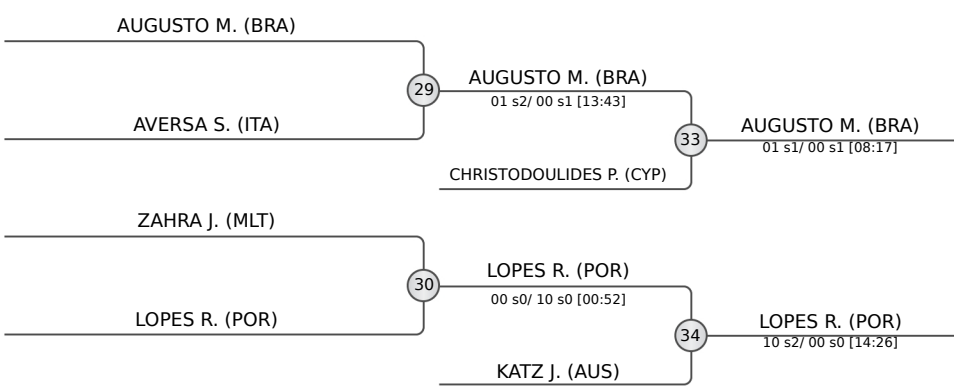 AUGUSTO M. (BRA)
29
AVERSA S. (ITA)
AUGUSTO M. (BRA)
01 s2/ 00 s1 [13:43]
33
CHRISTODOULIDES P. (CYP)
AUGUSTO M. (BRA)
01 s1/ 00 s1 [08:17]
ZAHRA J. (MLT)
30
LOPES R. (POR)
LOPES R. (POR)
00 s0/ 10 s0 [00:52]
34
KATZ J. (AUS)
LOPES R. (POR)
10 s2/ 00 s0 [14:26]